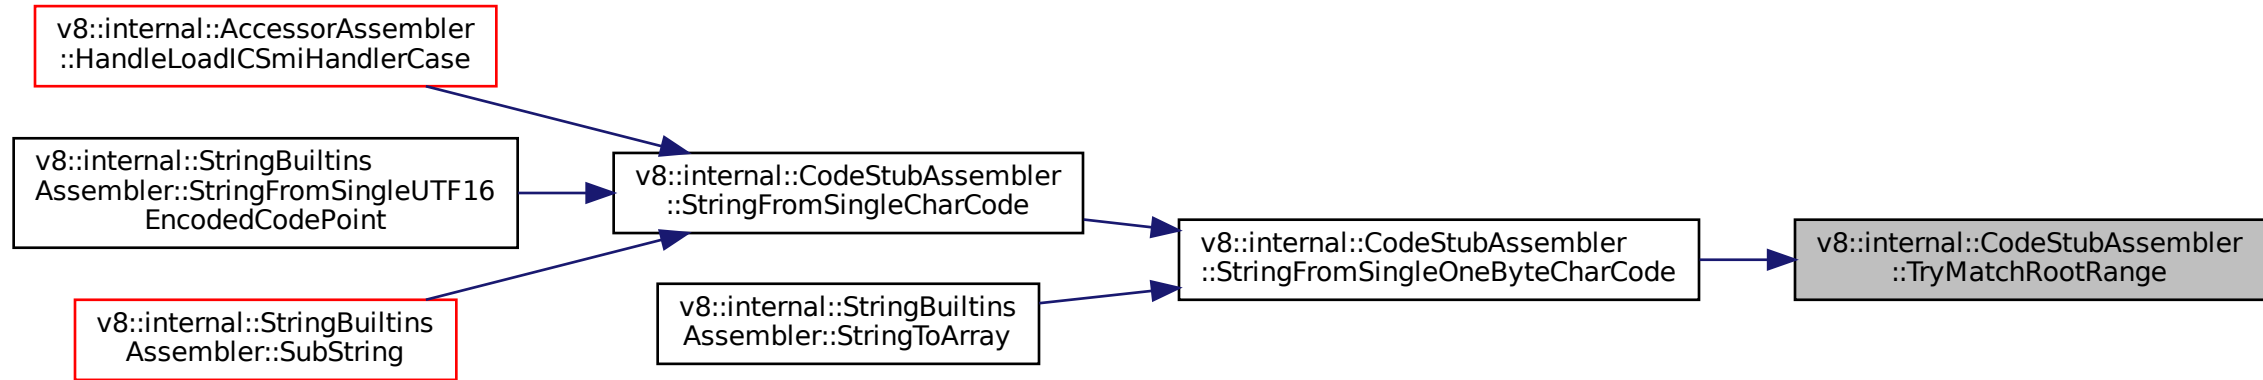 v8::internal::AccessorAssembler
::HandleLoadICSmiHandlerCase
v8::internal::StringBuiltins
Assembler::StringFromSingleUTF16
EncodedCodePoint
v8::internal::StringBuiltins
Assembler::SubString
v8::internal::CodeStubAssembler
::StringFromSingleCharCode
v8::internal::StringBuiltins
Assembler::StringToArray
v8::internal::CodeStubAssembler
::StringFromSingleOneByteCharCode
v8::internal::CodeStubAssembler
::TryMatchRootRange